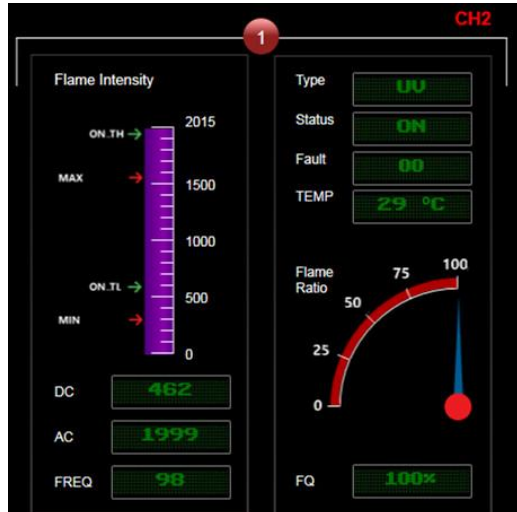 CH2
1
Flame Intensity
2015
ON.TH
MAX
1500
1000
ON.TL
500
MIN
0
DC 462
AC 1999
FREQ 98
Type UV
Status ON
Fault 00
TEMP 29 °C
Flame
Ratio
100
75
50
25
0
FQ 100%